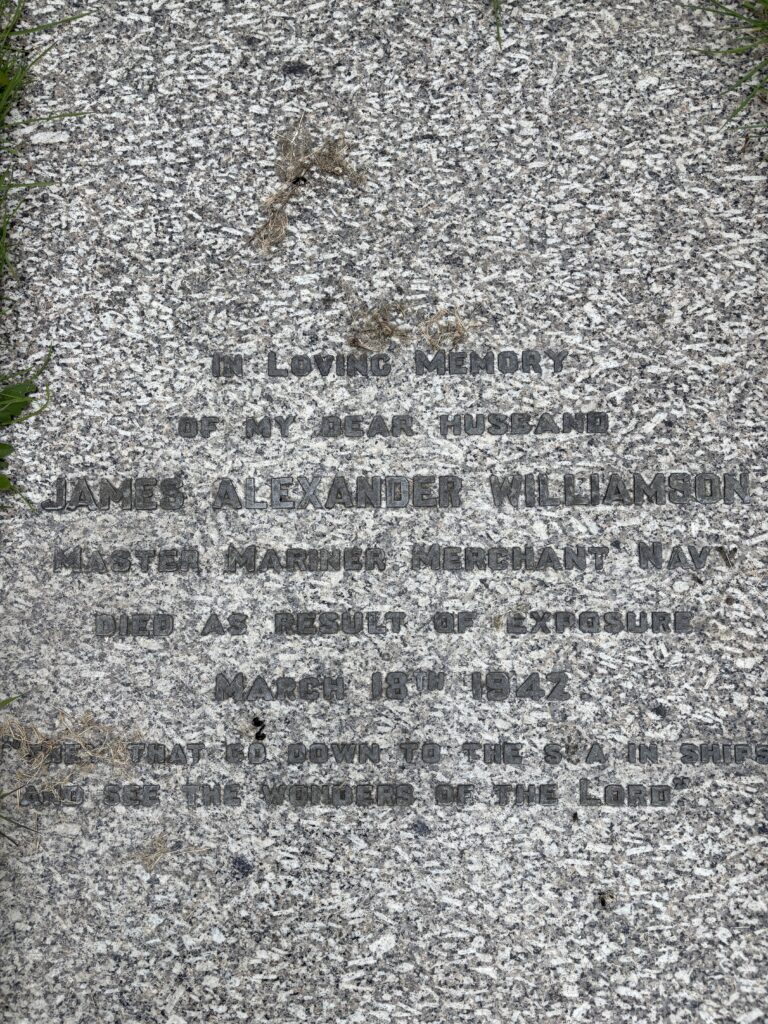 In Loving Memory
OF MY DEAR HUSBAND
JAMES ALEXANDER WILLIAMSON
Master Mariner Merchant Navy
DIED AS RESULT OF EXPOSURE
March 18TH 1942.
"THEY THAT GO DOWN TO THE SEA IN SHIPS
AND SEE THE WONDERS OF THE LORD".